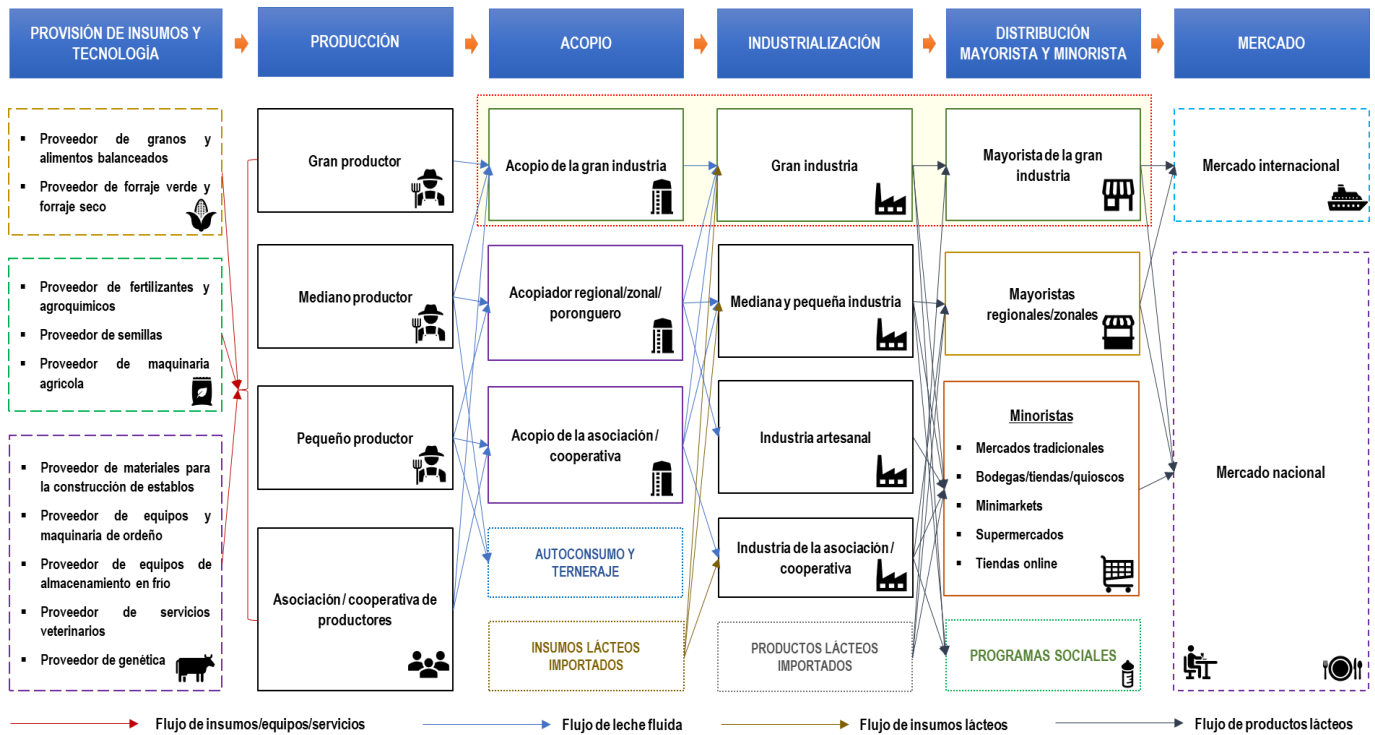 PROVISIÓN DE INSUMOS Y
TECNOLOGÍA
PRODUCCIÓN
ACOPIO
INDUSTRIALIZACIÓN
DISTRIBUCIÓN
MAYORISTA Y MINORISTA
MERCADO
▪ Proveedor de granos y
alimentos balanceados
▪ Proveedor de forraje verde y
forraje seco
▪ Proveedor de fertilizantes y
agroquímicos
▪ Proveedor de semillas
▪ Proveedor de maquinaria
agrícola
▪ Proveedor de materiales para
la construcción de establos
▪ Proveedor de equipos y
maquinaria de ordeño
▪ Proveedor de equipos de
almacenamiento en frío
▪ Proveedor de servicios
veterinarios
▪ Proveedor de genética
Gran productor
Mediano productor
Pequeño productor
Asociación / cooperativa de
productores
Acopio de la gran industria
Acopiador regional/zonal/
poronguero
Acopio de la asociación /
cooperativa
AUTOCONSUMO Y
TERNERAJE
INSUMOS LÁCTEOS
IMPORTADOS
Gran industria
Mediana y pequeña industria
Industria artesanal
Industria de la asociación /
cooperativa
PRODUCTOS LÁCTEOS
IMPORTADOS
Mayorista de la gran
industria
Mayoristas
regionales/zonales
Minoristas
▪ Mercados tradicionales
▪ Bodegas/tiendas/quioscos
▪ Minimarkets
▪ Supermercados
▪ Tiendas online
PROGRAMAS SOCIALES
Mercado internacional
Mercado nacional
Flujo de insumos/equipos/servicios
Flujo de leche fluida
Flujo de insumos lácteos
Flujo de productos lácteos